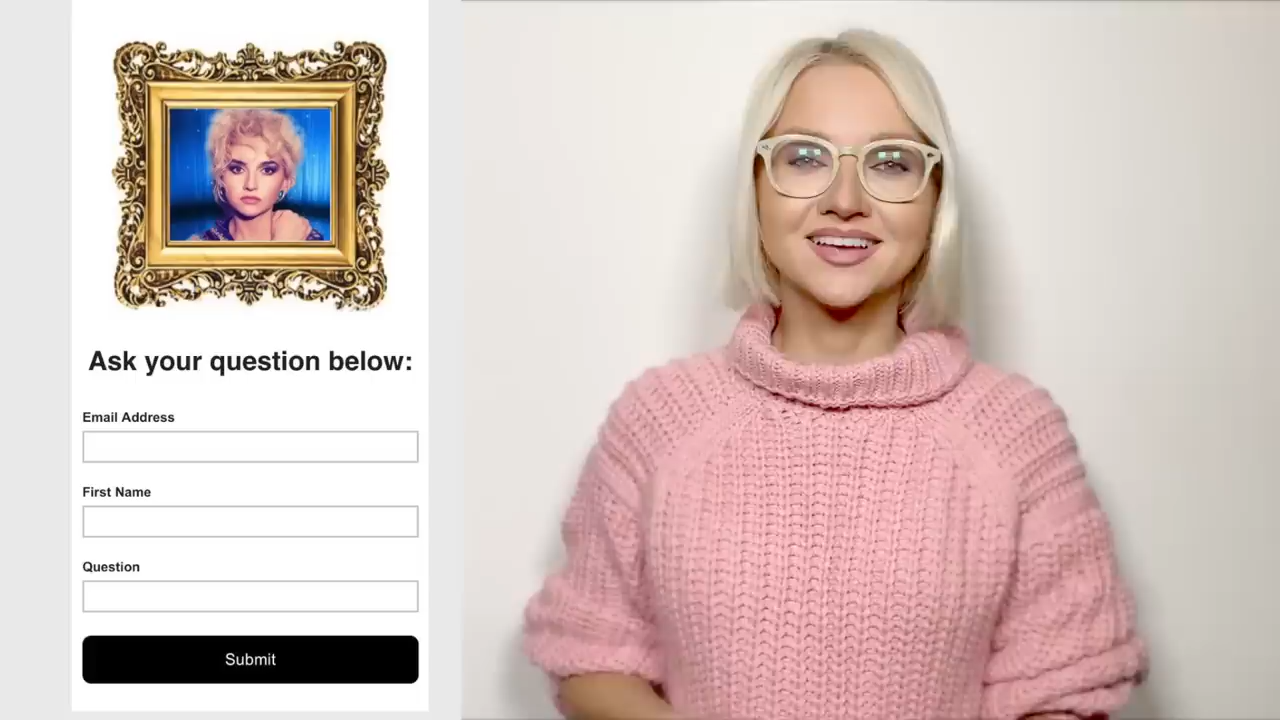 Ask your question below:
Email Address
First Name
Question
Submit